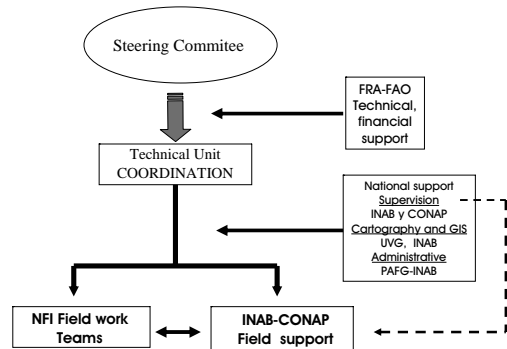 Steering Commitee
FRA-FAO
Technical,
financial
support
Technical Unit
COORDINATION
National support
Supervision
INAB y CONAP
Cartography and GIS
UVG, INAB
Administrative
PAFG-INAB
NFI Field work
Teams
INAB-CONAP
Field support